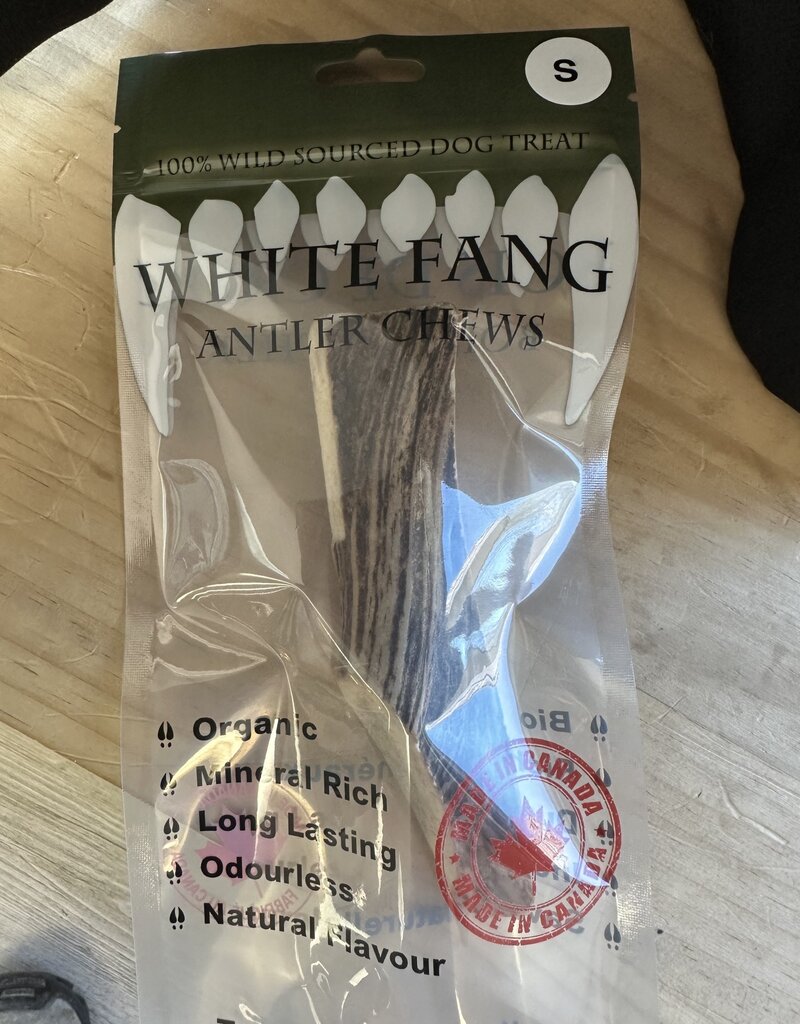 S
100% WILD SOURCED DOG TREAT
WHITE FANG
ANTLER CHEWS
Organic
Mineral Rich
Long Lasting
Odourless
Natural Flavour
MADE IN CANADA
MADE IN CANADA